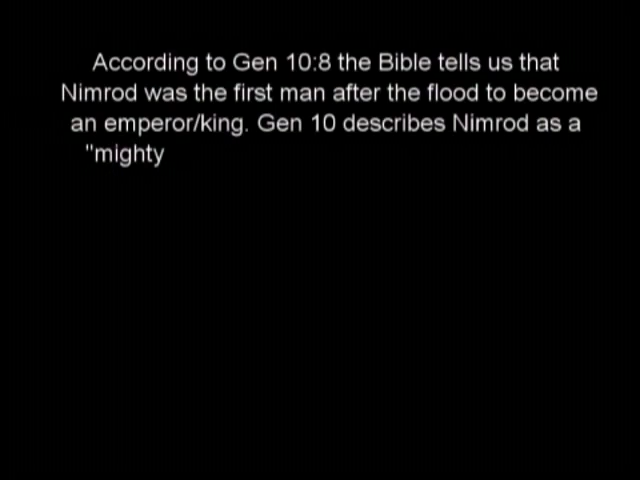 According to Gen 10:8 the Bible tells us that
Nimrod was the first man after the flood to become
an emperor/king. Gen 10 describes Nimrod as a
"mighty